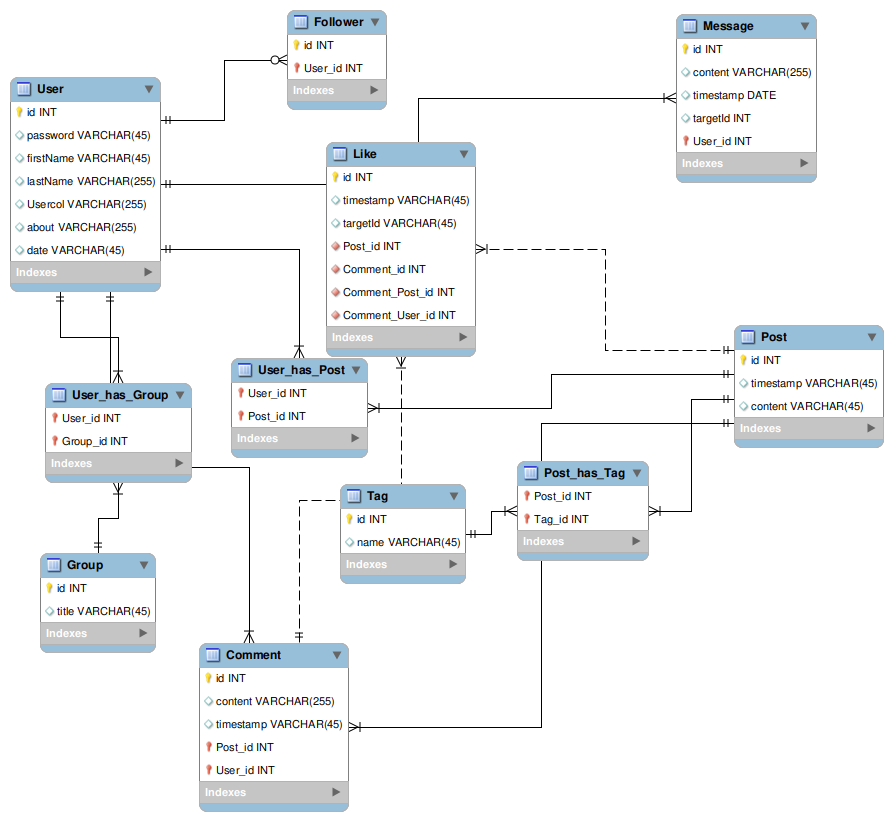 Follower
id INT
User_id INT
Indexes
Message
id INT
content VARCHAR(255)
timestamp DATE
targetId INT
User_id INT
Indexes
User
id INT
password VARCHAR(45)
firstName VARCHAR(45)
lastName VARCHAR(255)
Usercol VARCHAR(255)
about VARCHAR(255)
date VARCHAR(45)
Indexes
Like
id INT
timestamp VARCHAR(45)
targetId VARCHAR(45)
Post_id INT
Comment_id INT
Comment_Post_id INT
Comment_User_id INT
Indexes
Post
id INT
timestamp VARCHAR(45)
content VARCHAR(45)
Indexes
User_has_Post
User_id INT
Post_id INT
Indexes
User_has_Group
User_id INT
Group_id INT
Indexes
Post_has_Tag
Post_id INT
Tag_id INT
Indexes
Tag
id INT
name VARCHAR(45)
Indexes
Group
id INT
title VARCHAR(45)
Indexes
Comment
id INT
content VARCHAR(255)
timestamp VARCHAR(45)
Post_id INT
User_id INT
Indexes